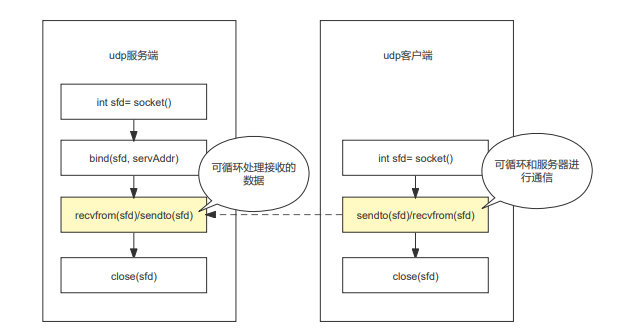 udp服务端
int sfd= socket()
bind(sfd, servAddr)
可循环处理接收的
数据
recvfrom(sfd)/sendto(sfd)
close(sfd)
udp客户端
int sfd= socket()
可循环和服务器进
行通信
sendto(sfd)/recvfrom(sfd)
close(sfd)